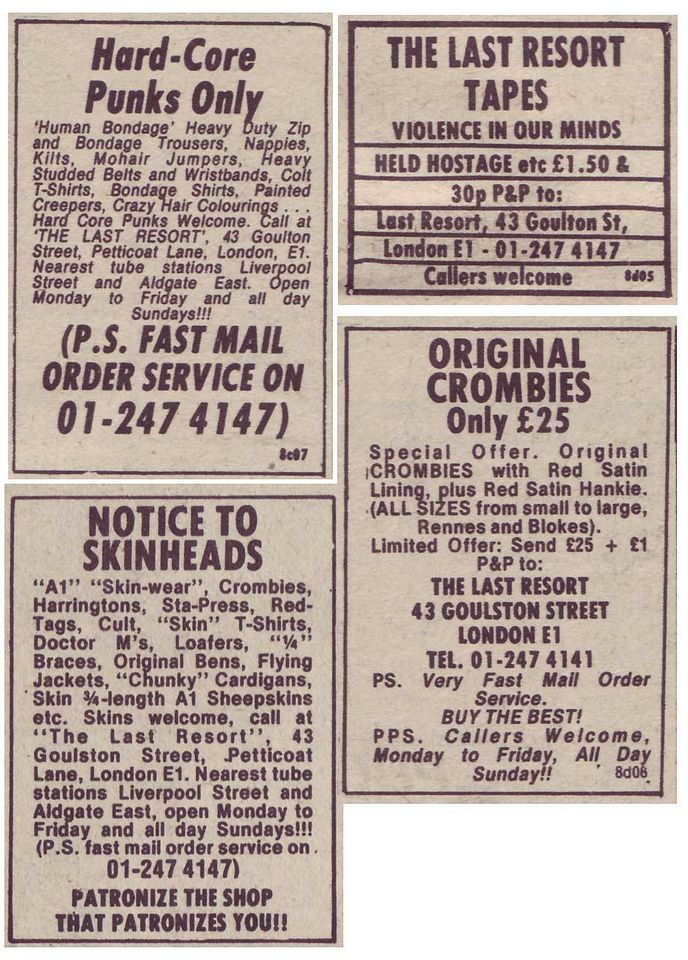 Hard-Core
Punks Only
'Human Bondage' Heavy Duty Zip
and Bondage Trousers, Nappies,
Kilts, Mohair Jumpers, Heavy
Studded Belts and Wristbands, Colt
T-Shirts, Bondage Shirts, Painted
Creepers, Crazy Hair Colourings . . .
Hard Core Punks Welcome. Call at
'THE LAST RESORT', 43 Goulton
Street, Petticoat Lane, London, E1.
Nearest tube stations Liverpool
Street and Aldgate East. Open
Monday to Friday and all day
Sundays!!!
(P.S. FAST MAIL
ORDER SERVICE ON
01-247 4147)
8c07
THE LAST RESORT
TAPES
VIOLENCE IN OUR MINDS
HELD HOSTAGE etc £1.50 &
30p P&P to:
Last Resort, 43 Goulton St,
London E1 - 01-247 4147
Callers welcome
8d05
NOTICE TO
SKINHEADS
"A1" "Skin-wear", Crombies,
Harringtons, Sta-Press, Red-
Tags, Cult, "Skin" T-Shirts,
Doctor M's, Loafers, "¼"
Braces, Original Bens, Flying
Jackets, "Chunky" Cardigans,
Skin ¾-length A1 Sheepskins
etc. Skins welcome, call at
"The Last Resort", 43
Goulston Street, Petticoat
Lane, London E1. Nearest tube
stations Liverpool Street and
Aldgate East, open Monday to
Friday and all day Sundays!!!
(P.S. fast mail order service on
01-247 4147)
PATRONIZE THE SHOP
THAT PATRONIZES YOU!!
ORIGINAL
CROMBIES
Only £25
Special Offer. Original
CROMBIES with Red Satin
Lining, plus Red Satin Hankie.
(ALL SIZES from small to large,
Rennes and Blokes).
Limited Offer: Send £25 + £1
P&P to:
THE LAST RESORT
43 GOULSTON STREET
LONDON E1
TEL. 01-247 4141
PS. Very Fast Mail Order
Service.
BUY THE BEST!
PPS. Callers Welcome,
Monday to Friday, All Day
Sunday!!
8d06